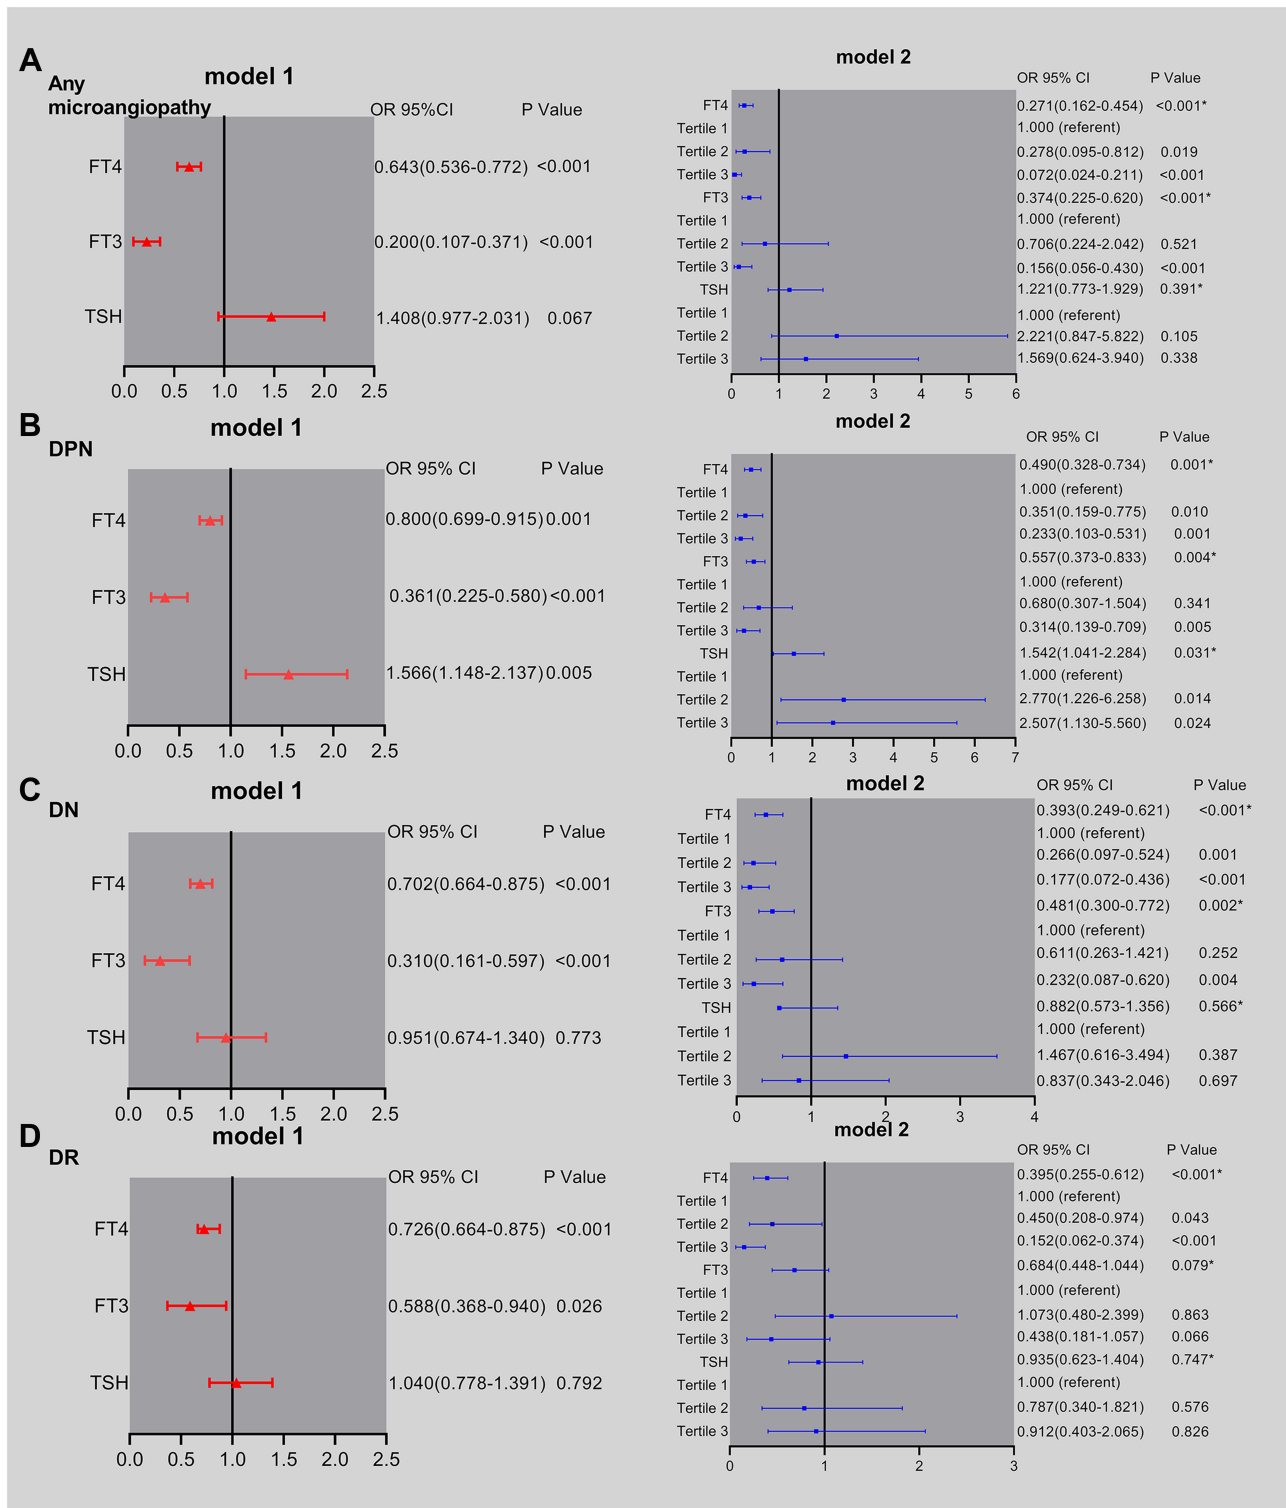 A
Any
microangiopathy
model 1
OR 95%CI P Value
FT4 0.643(0.536-0.772) <0.001
FT3 0.200(0.107-0.371) <0.001
TSH 1.408(0.977-2.031) 0.067
0.0 0.5 1.0 1.5 2.0 2.5
model 2
OR 95% CI P Value
FT4 0.271(0.162-0.454) <0.001*
Tertile 1 1.000 (referent)
Tertile 2 0.278(0.095-0.812) 0.019
Tertile 3 0.072(0.024-0.211) <0.001
FT3 0.374(0.225-0.620) <0.001*
Tertile 1 1.000 (referent)
Tertile 2 0.706(0.224-2.042) 0.521
Tertile 3 0.156(0.056-0.430) <0.001
TSH 1.221(0.773-1.929) 0.391*
Tertile 1 1.000 (referent)
Tertile 2 2.221(0.847-5.822) 0.105
Tertile 3 1.569(0.624-3.940) 0.338
0 1 2 3 4 5 6
B
DPN
model 1
OR 95% CI P Value
FT4 0.800(0.699-0.915) 0.001
FT3 0.361(0.225-0.580) <0.001
TSH 1.566(1.148-2.137) 0.005
0.0 0.5 1.0 1.5 2.0 2.5
model 2
OR 95% CI P Value
FT4 0.490(0.328-0.734) 0.001*
Tertile 1 1.000 (referent)
Tertile 2 0.351(0.159-0.775) 0.010
Tertile 3 0.233(0.103-0.531) 0.001
FT3 0.557(0.373-0.833) 0.004*
Tertile 1 1.000 (referent)
Tertile 2 0.680(0.307-1.504) 0.341
Tertile 3 0.314(0.139-0.709) 0.005
TSH 1.542(1.041-2.284) 0.031*
Tertile 1 1.000 (referent)
Tertile 2 2.770(1.226-6.258) 0.014
Tertile 3 2.507(1.130-5.560) 0.024
0 1 2 3 4 5 6 7
C
DN
model 1
OR 95% CI P Value
FT4 0.702(0.664-0.875) <0.001
FT3 0.310(0.161-0.597) <0.001
TSH 0.951(0.674-1.340) 0.773
0.0 0.5 1.0 1.5 2.0 2.5
model 2
OR 95% CI P Value
FT4 0.393(0.249-0.621) <0.001*
Tertile 1 1.000 (referent)
Tertile 2 0.266(0.097-0.524) 0.001
Tertile 3 0.177(0.072-0.436) <0.001
FT3 0.481(0.300-0.772) 0.002*
Tertile 1 1.000 (referent)
Tertile 2 0.611(0.263-1.421) 0.252
Tertile 3 0.232(0.087-0.620) 0.004
TSH 0.882(0.573-1.356) 0.566*
Tertile 1 1.000 (referent)
Tertile 2 1.467(0.616-3.494) 0.387
Tertile 3 0.837(0.343-2.046) 0.697
0 1 2 3 4
D
DR
model 1
OR 95% CI P Value
FT4 0.726(0.664-0.875) <0.001
FT3 0.588(0.368-0.940) 0.026
TSH 1.040(0.778-1.391) 0.792
0.0 0.5 1.0 1.5 2.0 2.5
model 2
OR 95% CI P Value
FT4 0.395(0.255-0.612) <0.001*
Tertile 1 1.000 (referent)
Tertile 2 0.450(0.208-0.974) 0.043
Tertile 3 0.152(0.062-0.374) <0.001
FT3 0.684(0.448-1.044) 0.079*
Tertile 1 1.000 (referent)
Tertile 2 1.073(0.480-2.399) 0.863
Tertile 3 0.438(0.181-1.057) 0.066
TSH 0.935(0.623-1.404) 0.747*
Tertile 1 1.000 (referent)
Tertile 2 0.787(0.340-1.821) 0.576
Tertile 3 0.912(0.403-2.065) 0.826
0 1 2 3